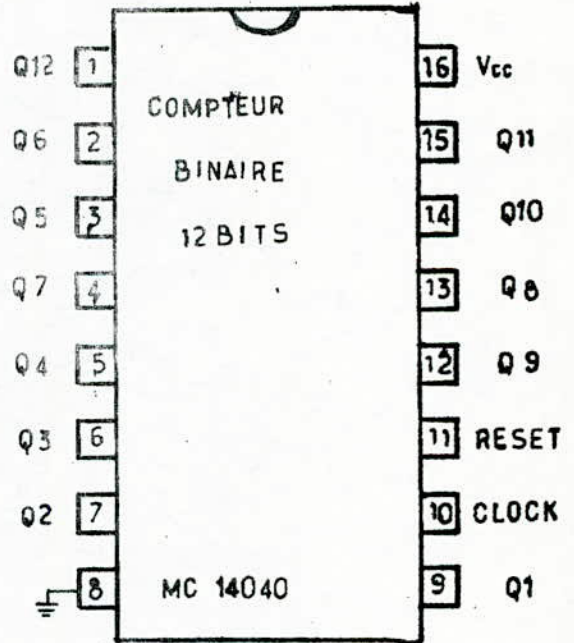 Q12 1 16 Vcc
COMPTEUR
Q6 2 15 Q11
BINAIRE
Q5 3 14 Q10
12 BITS
Q7 4 13 Q8
Q4 5 12 Q9
Q3 6 11 RESET
Q2 7 10 CLOCK
8 MC 14040 9 Q1